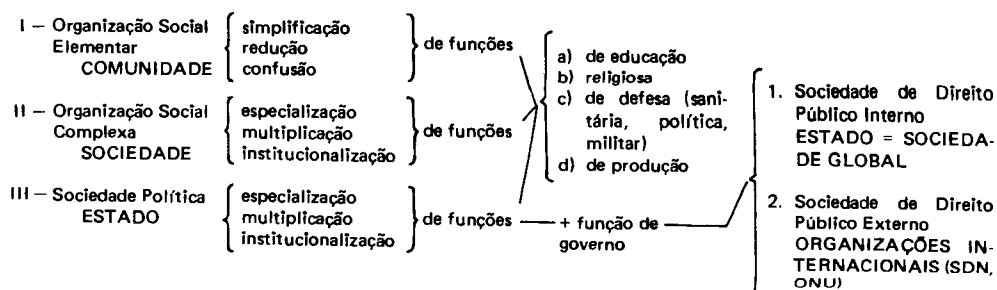 I — Organização Social
Elementar
COMUNIDADE
simplificação
redução
confusão
de funções
II — Organização Social
Complexa
SOCIEDADE
especialização
multiplicação
institucionalização
de funções
III — Sociedade Política
ESTADO
especialização
multiplicação
institucionalização
de funções
a) de educação
b) religiosa
c) de defesa (sani-
tária, política,
militar)
d) de produção
+ função de
governo
1. Sociedade de Direito
Público Interno
ESTADO = SOCIEDA-
DE GLOBAL
2. Sociedade de Direito
Público Externo
ORGANIZAÇÕES IN-
TERNACIONAIS (SDN,
ONU)